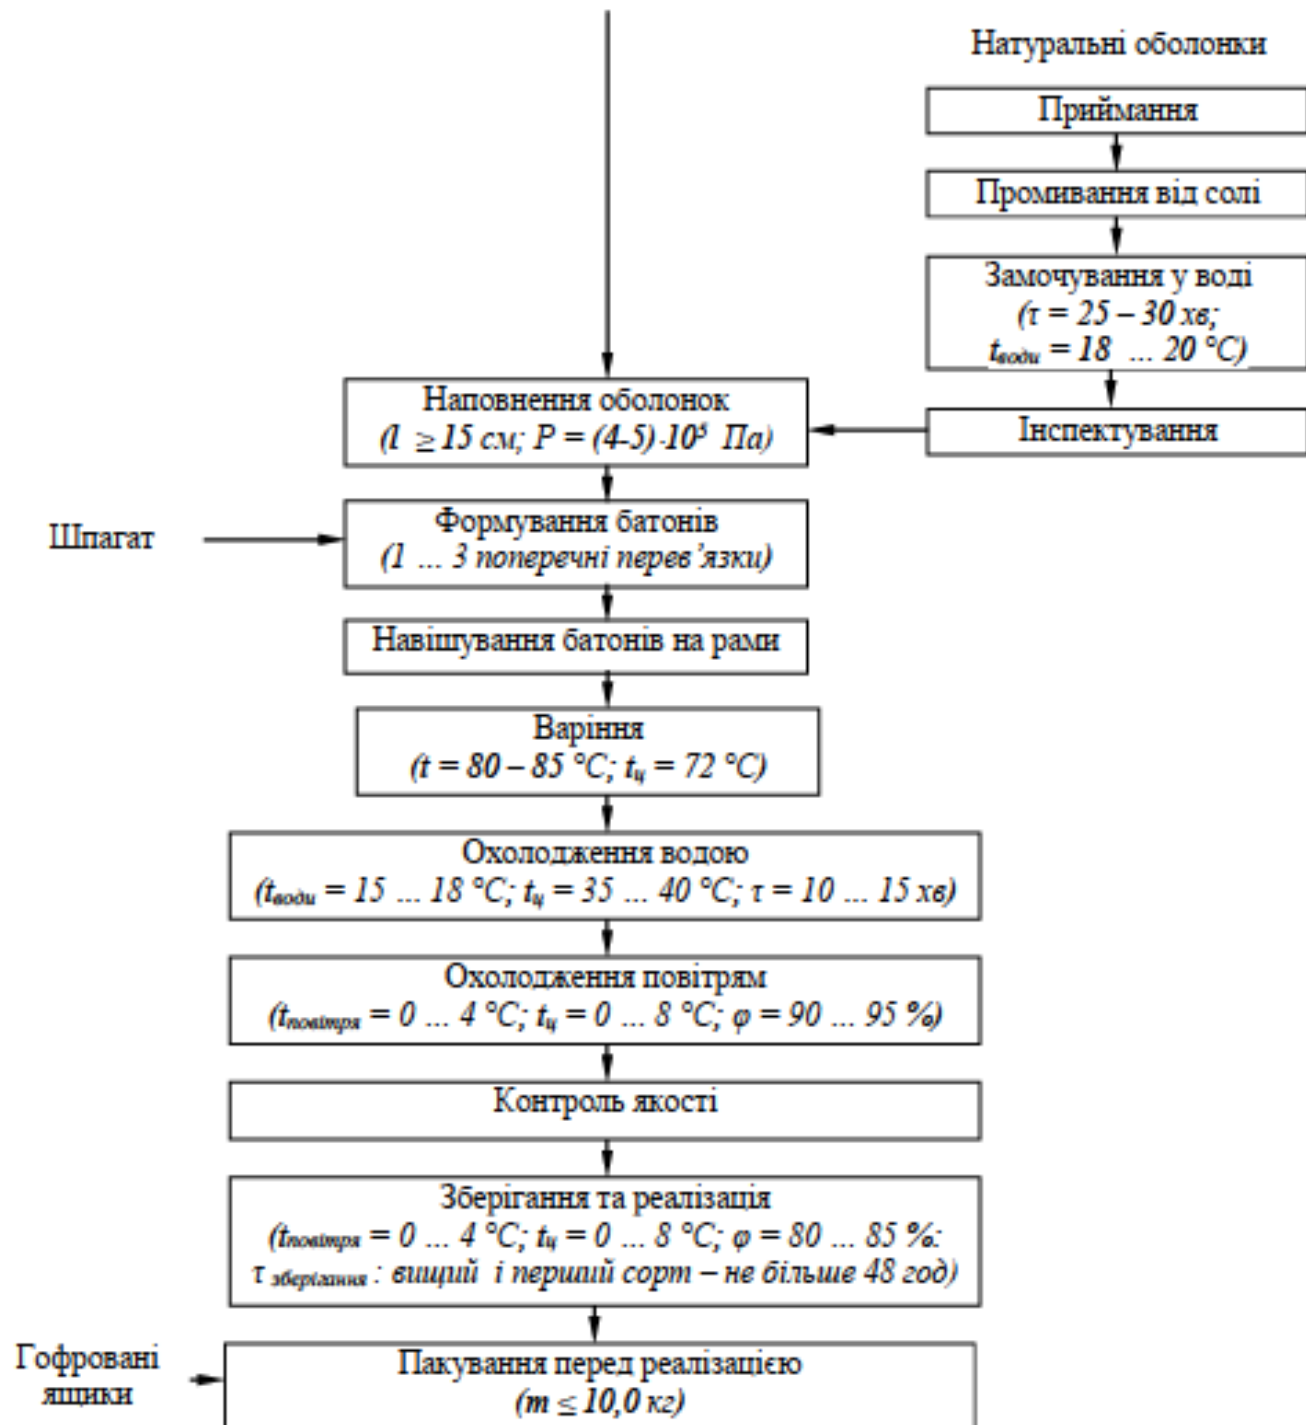 Натуральні оболонки
Приймання
Промивання від солі
Замочування у воді
(τ = 25 – 30 хв;
tводи = 18 ... 20 °C)
Інспектування
Наповнення оболонок
(l ≥ 15 см; P = (4-5)·10⁵ Па)
Шпагат
Формування батонів
(1 ... 3 поперечні перев’язки)
Навішування батонів на рами
Варіння
(t = 80 – 85 °C; tц = 72 °C)
Охолодження водою
(tводи = 15 ... 18 °C; tц = 35 ... 40 °C; τ = 10 ... 15 хв)
Охолодження повітрям
(tповітря = 0 ... 4 °C; tц = 0 ... 8 °C; φ = 90 ... 95 %)
Контроль якості
Зберігання та реалізація
(tповітря = 0 ... 4 °C; tц = 0 ... 8 °C; φ = 80 ... 85 %:
τ зберігання : вищий і перший сорт – не більше 48 год)
Гофровані
ящики
Пакування перед реалізацією
(m ≤ 10,0 кг)